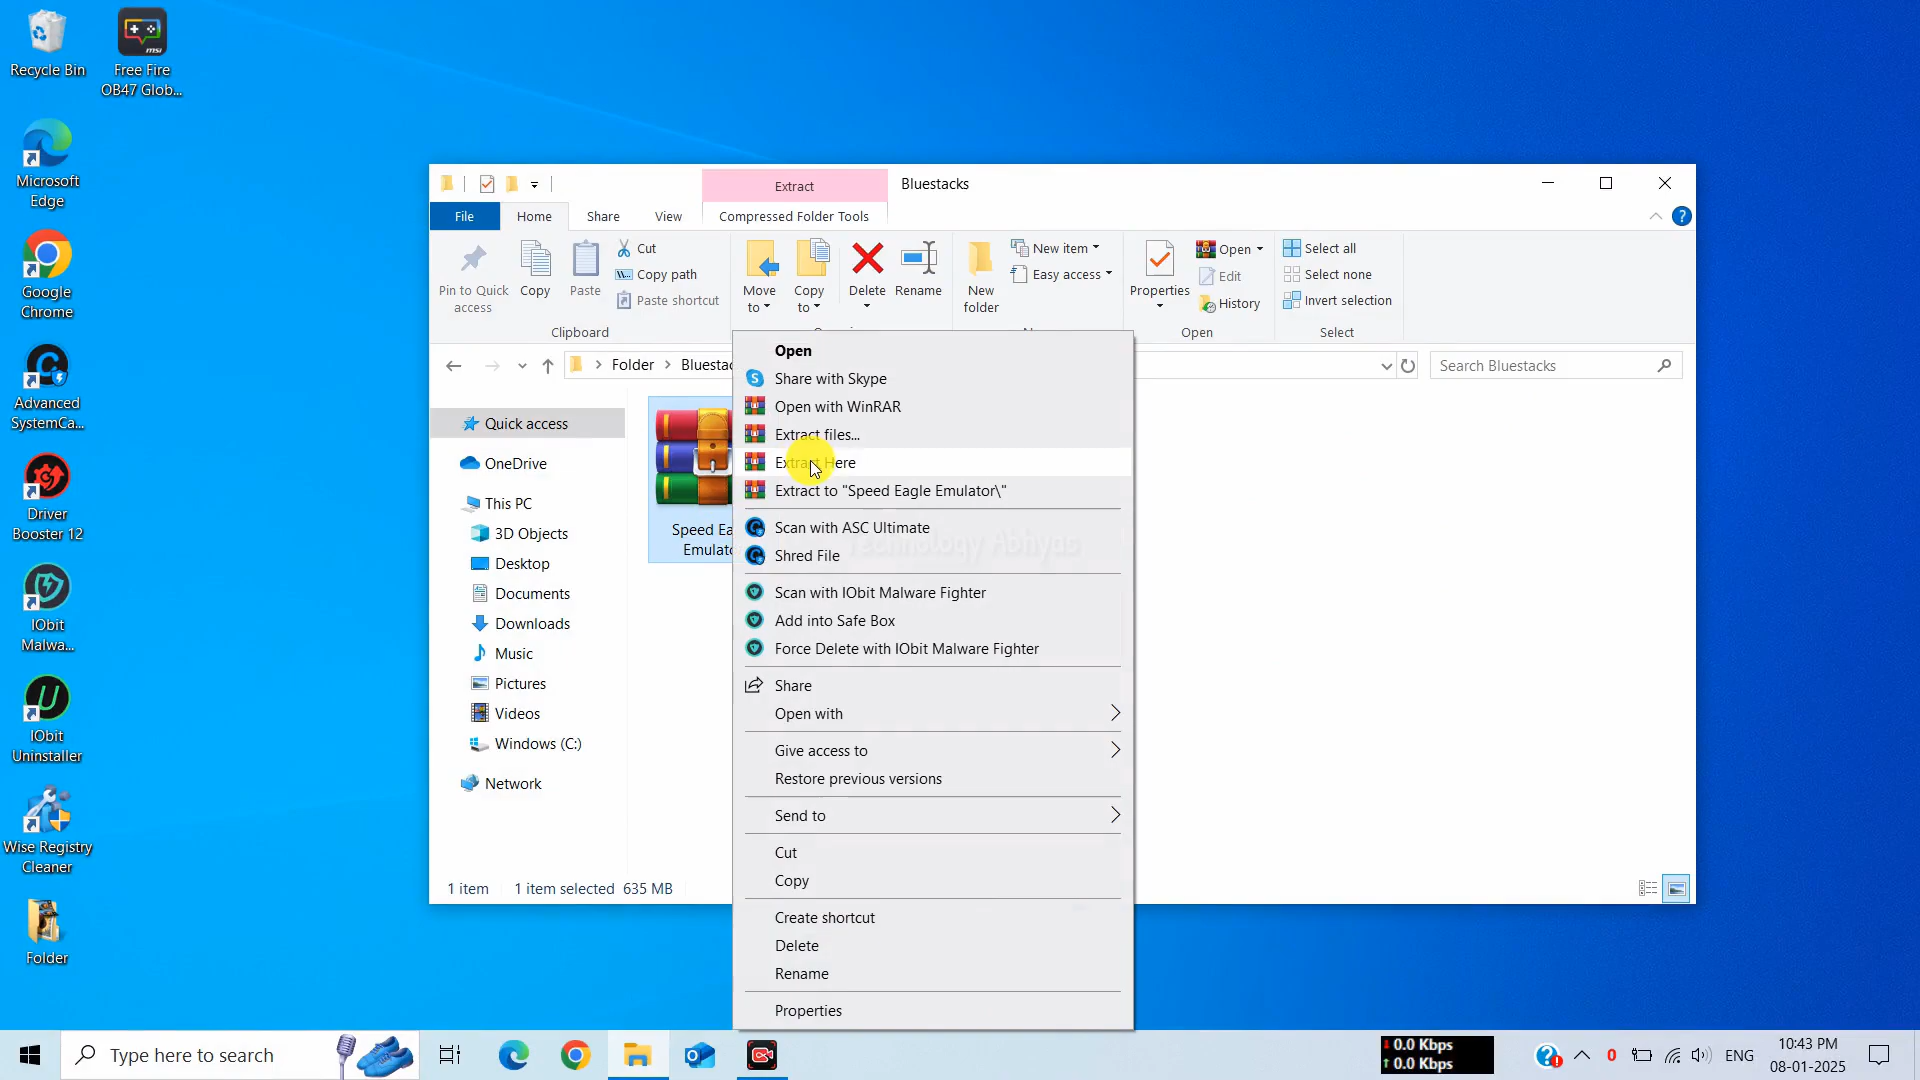 Recycle Bin
Free Fire
OB47 Glob...
Microsoft
Edge
Google
Chrome
Advanced
SystemCa...
Driver
Booster 12
IObit
Malwa...
IObit
Uninstaller
Wise Registry
Cleaner
Folder
msi
Extract
Bluestacks
File
Home
Share
View
Compressed Folder Tools
Pin to Quick
access
Copy
Paste
Cut
Copy path
Paste shortcut
Clipboard
Move
to
Copy
to
Delete
Rename
New
folder
New item
Easy access
Properties
Open
Edit
History
Open
Select all
Select none
Invert selection
Select
Folder
Search Bluestacks
Quick access
OneDrive
This PC
3D Objects
Desktop
Documents
Downloads
Music
Pictures
Videos
Windows (C:)
Network
Speed
1 item
1 item selected 635 MB
Open
Share with Skype
Open with WinRAR
Extract files...
Extract Here
Extract to "Speed Eagle Emulator\"
Scan with ASC Ultimate
Technology Abhyas
Shred File
Scan with IObit Malware Fighter
Add into Safe Box
Force Delete with IObit Malware Fighter
Share
Open with
Give access to
Restore previous versions
Send to
Cut
Copy
Create shortcut
Delete
Rename
Properties
Type here to search
0.0 Kbps
0.0 Kbps
0
ENG
10:43 PM
08-01-2025